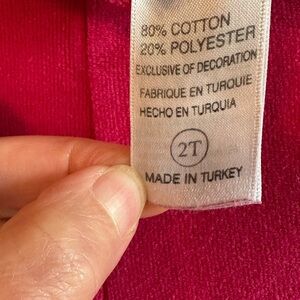 80% COTTON
20% POLYESTER
EXCLUSIVE OF DECORATION
FABRIQUE EN TURQUIE
HECHO EN TURQUIA
2T
MADE IN TURKEY